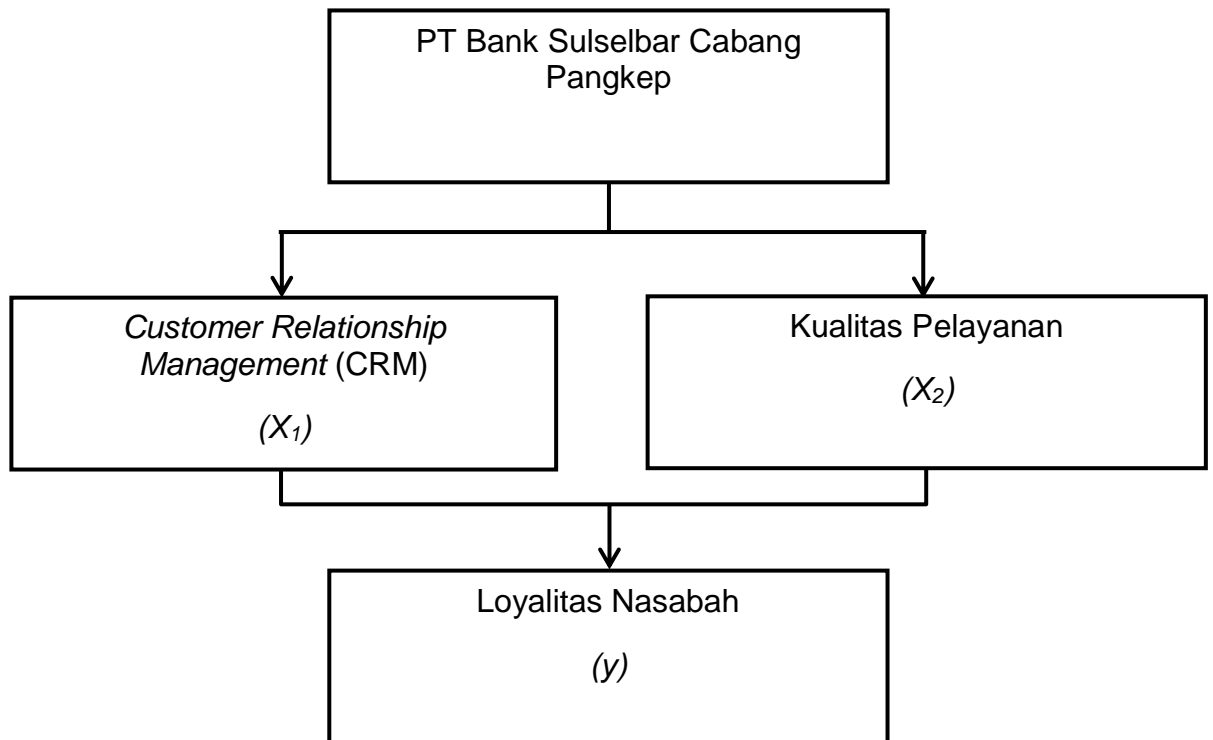 PT Bank Sulselbar Cabang
Pangkep
Customer Relationship
Management (CRM)
(X₁)
Kualitas Pelayanan
(X₂)
Loyalitas Nasabah
(y)